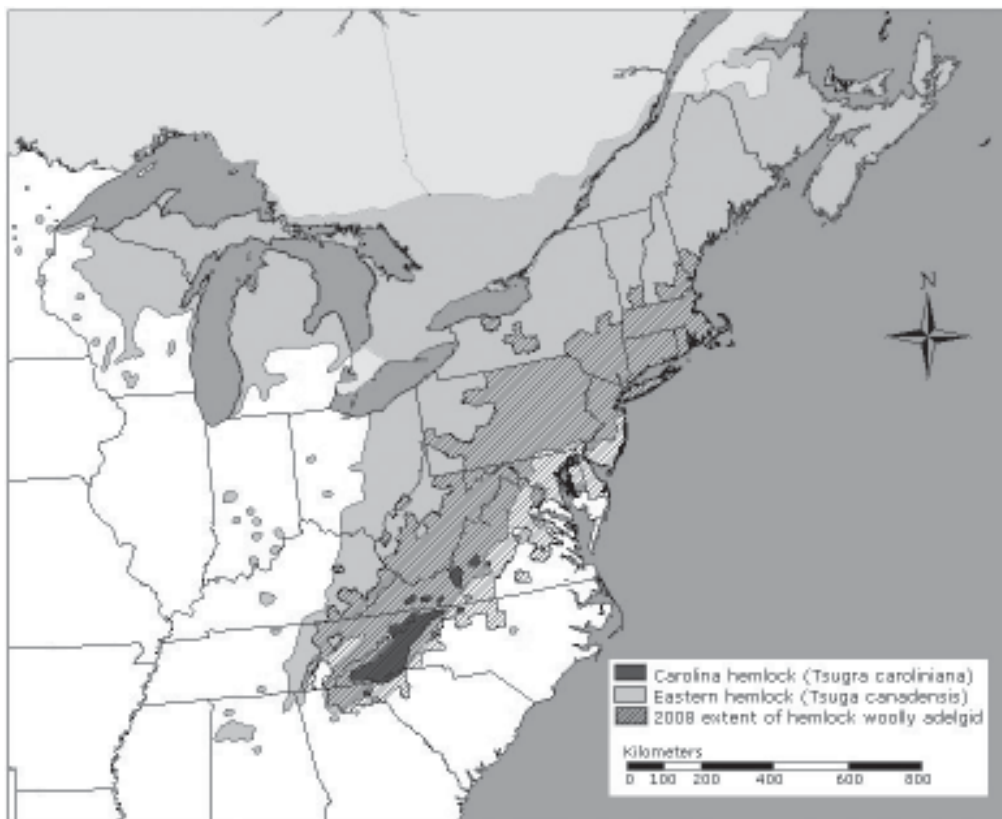 N
Carolina hemlock (Tsugra caroliniana)
Eastern hemlock (Tsuga canadensis)
2008 extent of hemlock woolly adelgid
Kilometers
0 100 200 400 600 800